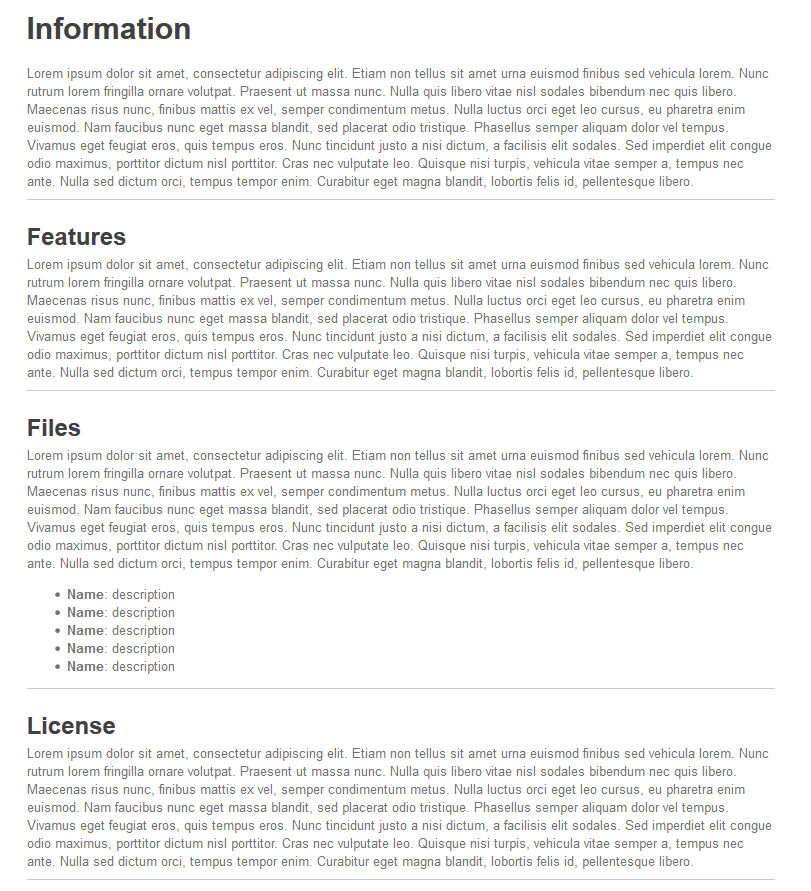 Information
Lorem ipsum dolor sit amet, consectetur adipiscing elit. Etiam non tellus sit amet urna euismod finibus sed vehicula lorem. Nunc
rutrum lorem fringilla ornare volutpat. Praesent ut massa nunc. Nulla quis libero vitae nisl sodales bibendum nec quis libero.
Maecenas risus nunc, finibus mattis ex vel, semper condimentum metus. Nulla luctus orci eget leo cursus, eu pharetra enim
euismod. Nam faucibus nunc eget massa blandit, sed placerat odio tristique. Phasellus semper aliquam dolor vel tempus.
Vivamus eget feugiat eros, quis tempus eros. Nunc tincidunt justo a nisi dictum, a facilisis elit sodales. Sed imperdiet elit congue
odio maximus, porttitor dictum nisl porttitor. Cras nec vulputate leo. Quisque nisi turpis, vehicula vitae semper a, tempus nec
ante. Nulla sed dictum orci, tempus tempor enim. Curabitur eget magna blandit, lobortis felis id, pellentesque libero.
Features
Lorem ipsum dolor sit amet, consectetur adipiscing elit. Etiam non tellus sit amet urna euismod finibus sed vehicula lorem. Nunc
rutrum lorem fringilla ornare volutpat. Praesent ut massa nunc. Nulla quis libero vitae nisl sodales bibendum nec quis libero.
Maecenas risus nunc, finibus mattis ex vel, semper condimentum metus. Nulla luctus orci eget leo cursus, eu pharetra enim
euismod. Nam faucibus nunc eget massa blandit, sed placerat odio tristique. Phasellus semper aliquam dolor vel tempus.
Vivamus eget feugiat eros, quis tempus eros. Nunc tincidunt justo a nisi dictum, a facilisis elit sodales. Sed imperdiet elit congue
odio maximus, porttitor dictum nisl porttitor. Cras nec vulputate leo. Quisque nisi turpis, vehicula vitae semper a, tempus nec
ante. Nulla sed dictum orci, tempus tempor enim. Curabitur eget magna blandit, lobortis felis id, pellentesque libero.
Files
Lorem ipsum dolor sit amet, consectetur adipiscing elit. Etiam non tellus sit amet urna euismod finibus sed vehicula lorem. Nunc
rutrum lorem fringilla ornare volutpat. Praesent ut massa nunc. Nulla quis libero vitae nisl sodales bibendum nec quis libero.
Maecenas risus nunc, finibus mattis ex vel, semper condimentum metus. Nulla luctus orci eget leo cursus, eu pharetra enim
euismod. Nam faucibus nunc eget massa blandit, sed placerat odio tristique. Phasellus semper aliquam dolor vel tempus.
Vivamus eget feugiat eros, quis tempus eros. Nunc tincidunt justo a nisi dictum, a facilisis elit sodales. Sed imperdiet elit congue
odio maximus, porttitor dictum nisl porttitor. Cras nec vulputate leo. Quisque nisi turpis, vehicula vitae semper a, tempus nec
ante. Nulla sed dictum orci, tempus tempor enim. Curabitur eget magna blandit, lobortis felis id, pellentesque libero.
• Name: description
• Name: description
• Name: description
• Name: description
• Name: description
License
Lorem ipsum dolor sit amet, consectetur adipiscing elit. Etiam non tellus sit amet urna euismod finibus sed vehicula lorem. Nunc
rutrum lorem fringilla ornare volutpat. Praesent ut massa nunc. Nulla quis libero vitae nisl sodales bibendum nec quis libero.
Maecenas risus nunc, finibus mattis ex vel, semper condimentum metus. Nulla luctus orci eget leo cursus, eu pharetra enim
euismod. Nam faucibus nunc eget massa blandit, sed placerat odio tristique. Phasellus semper aliquam dolor vel tempus.
Vivamus eget feugiat eros, quis tempus eros. Nunc tincidunt justo a nisi dictum, a facilisis elit sodales. Sed imperdiet elit congue
odio maximus, porttitor dictum nisl porttitor. Cras nec vulputate leo. Quisque nisi turpis, vehicula vitae semper a, tempus nec
ante. Nulla sed dictum orci, tempus tempor enim. Curabitur eget magna blandit, lobortis felis id, pellentesque libero.